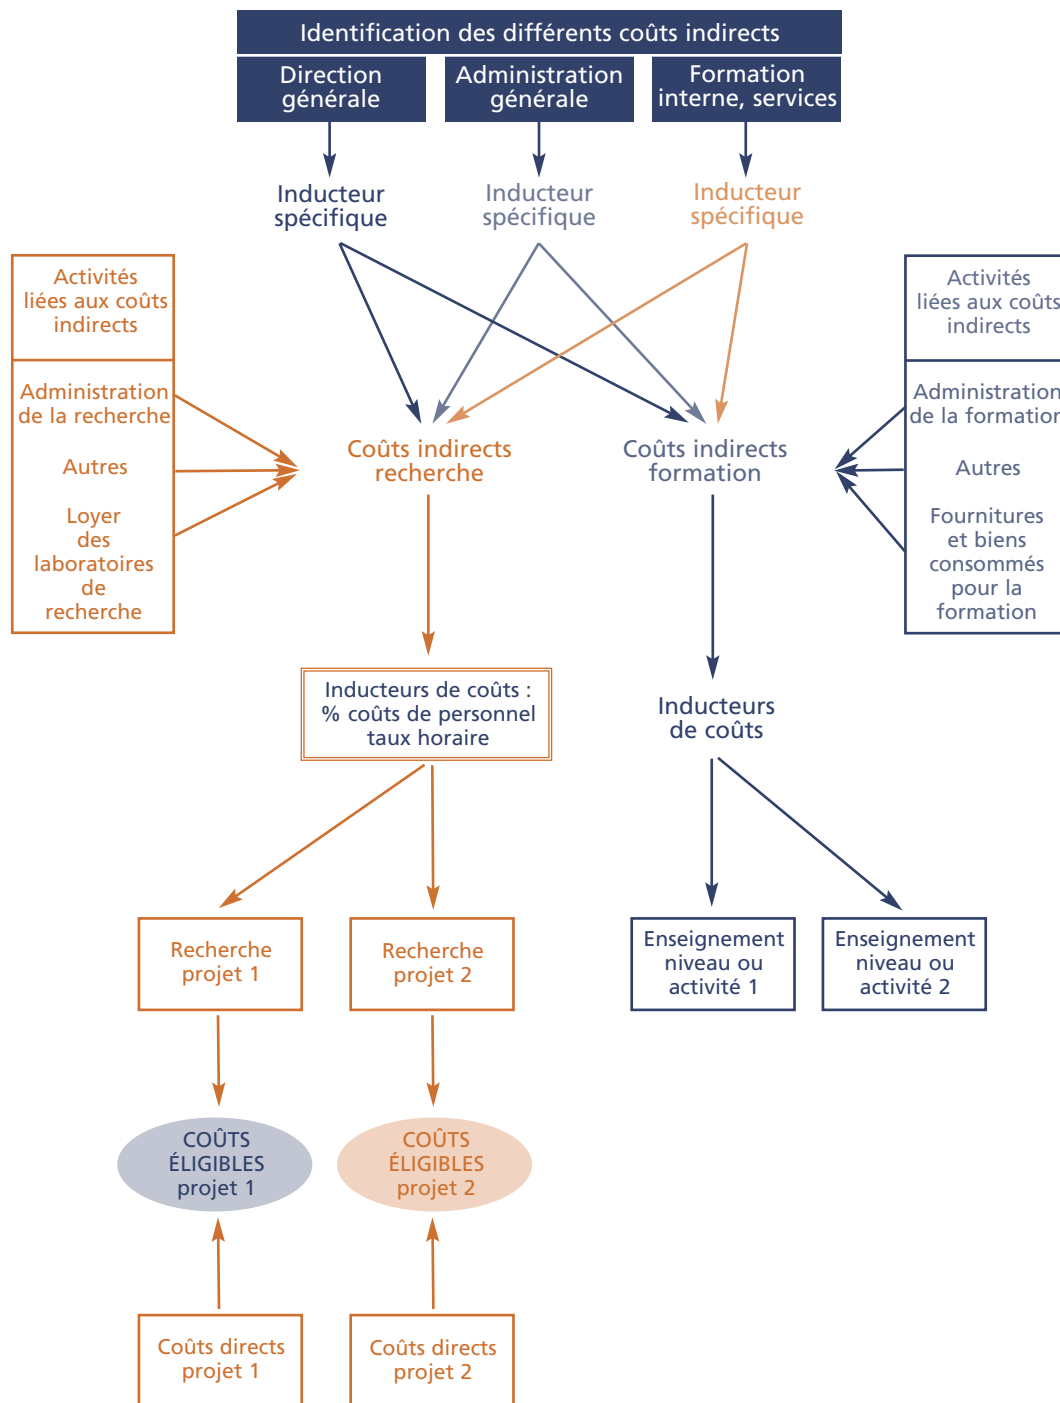 Identification des différents coûts indirects
Direction
générale
Administration
générale
Formation
interne, services
Inducteur
spécifique
Inducteur
spécifique
Inducteur
spécifique
Activités
liées aux coûts
indirects
Administration
de la recherche
Autres
Loyer
des
laboratoires
de
recherche
Coûts indirects
recherche
Coûts indirects
formation
Activités
liées aux coûts
indirects
Administration
de la formation
Autres
Fournitures
et biens
consommés
pour la
formation
Inducteurs de coûts :
% coûts de personnel
taux horaire
Inducteurs
de coûts
Recherche
projet 1
Recherche
projet 2
Enseignement
niveau ou
activité 1
Enseignement
niveau ou
activité 2
COÛTS
ÉLIGIBLES
projet 1
COÛTS
ÉLIGIBLES
projet 2
Coûts directs
projet 1
Coûts directs
projet 2